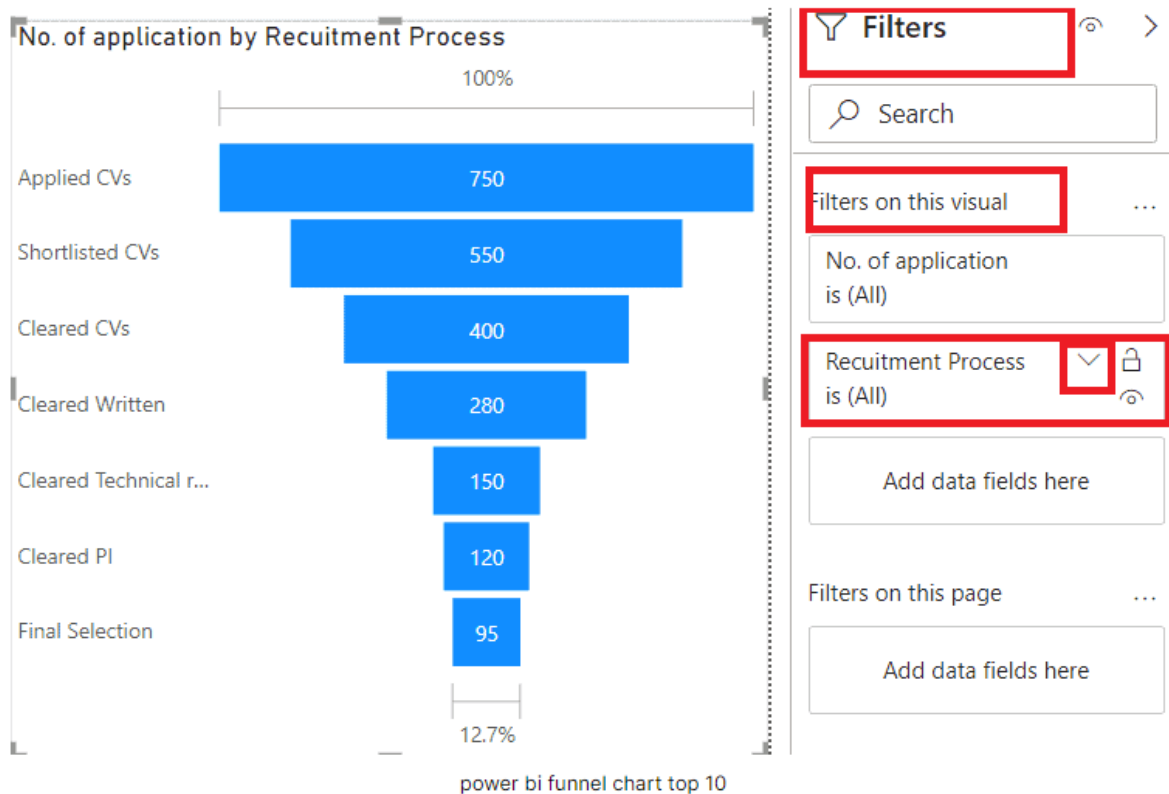 No. of application by Recuitment Process
100%
Applied CVs
750
Shortlisted CVs
550
Cleared CVs
400
Cleared Written
280
Cleared Technical r...
150
Cleared PI
120
Final Selection
95
12.7%
Filters
Search
Filters on this visual
...
No. of application
is (All)
Recuitment Process
is (All)
Add data fields here
Filters on this page
...
Add data fields here
power bi funnel chart top 10